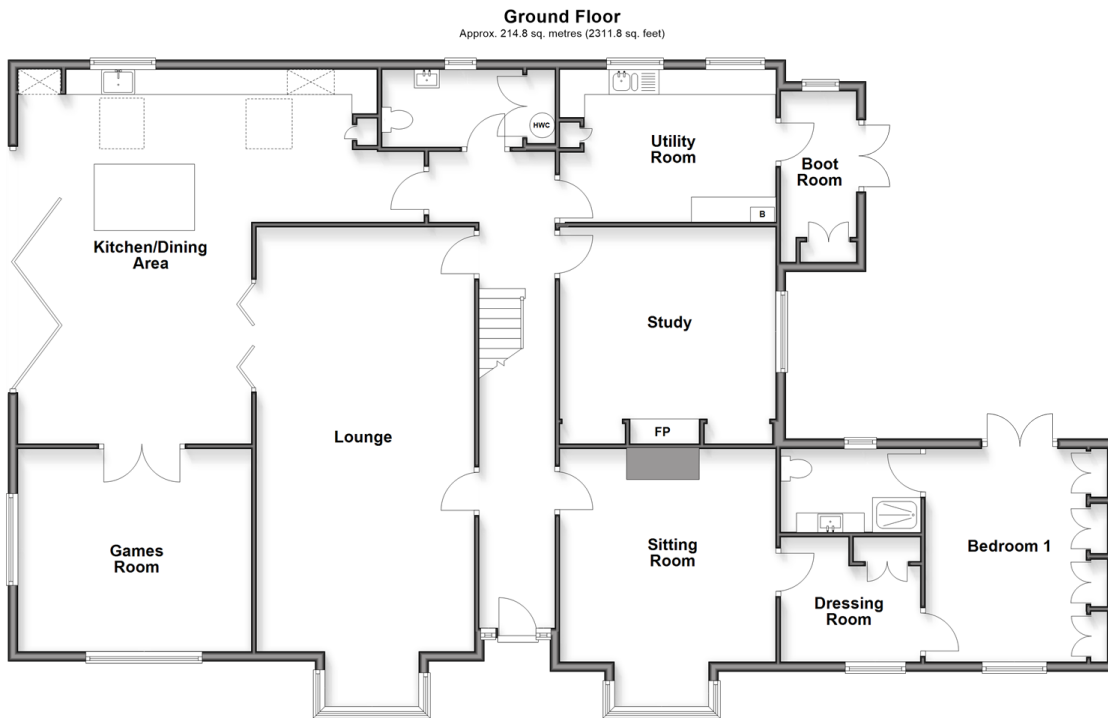 Ground Floor
Approx. 214.8 sq. metres (2311.8 sq. feet)
HWC
Utility
Room
Boot
Room
B
Kitchen/Dining
Area
Study
Lounge
FP
Games
Room
Sitting
Room
Bedroom 1
Dressing
Room